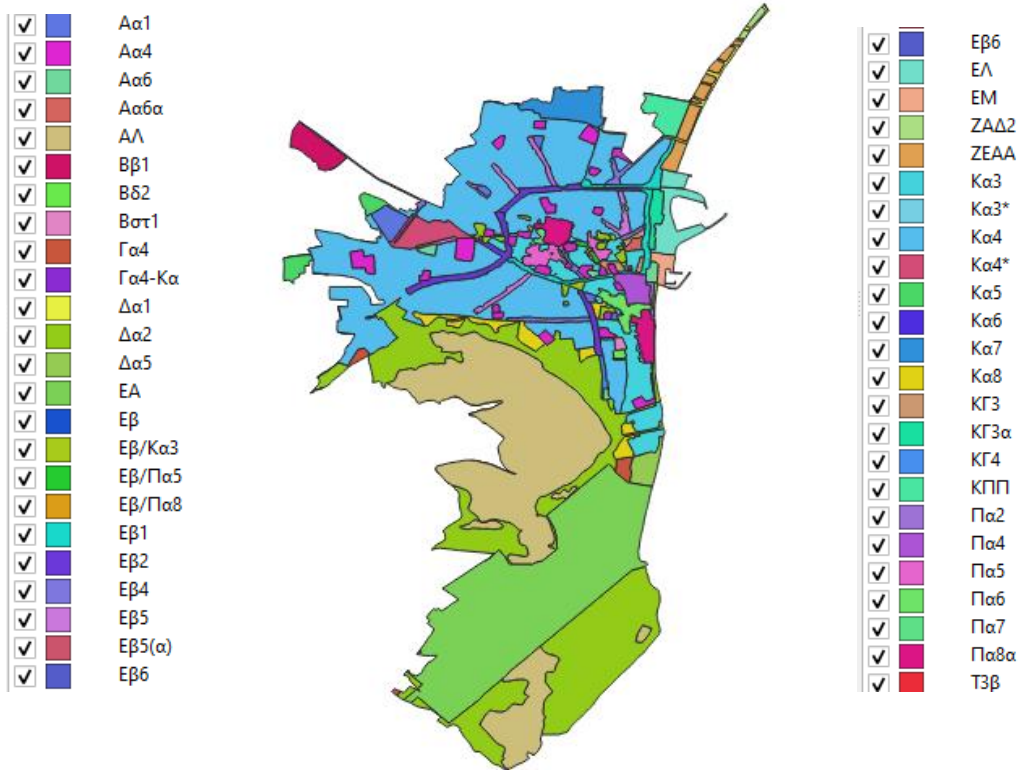 Αα1
Αα4
Αα6
Αα6α
ΑΛ
Ββ1
Βδ2
Βστ1
Γα4
Γα4-Κα
Δα1
Δα2
Δα5
ΕΑ
Εβ
Εβ/Κα3
Εβ/Πα5
Εβ/Πα8
Εβ1
Εβ2
Εβ4
Εβ5
Εβ5(α)
Εβ6
Εβ6
ΕΛ
ΕΜ
ΖΑΔ2
ΖΕΑΑ
Κα3
Κα3*
Κα4
Κα4*
Κα5
Κα6
Κα7
Κα8
ΚΓ3
ΚΓ3α
ΚΓ4
ΚΠΠ
Πα2
Πα4
Πα5
Πα6
Πα7
Πα8α
Τ3β